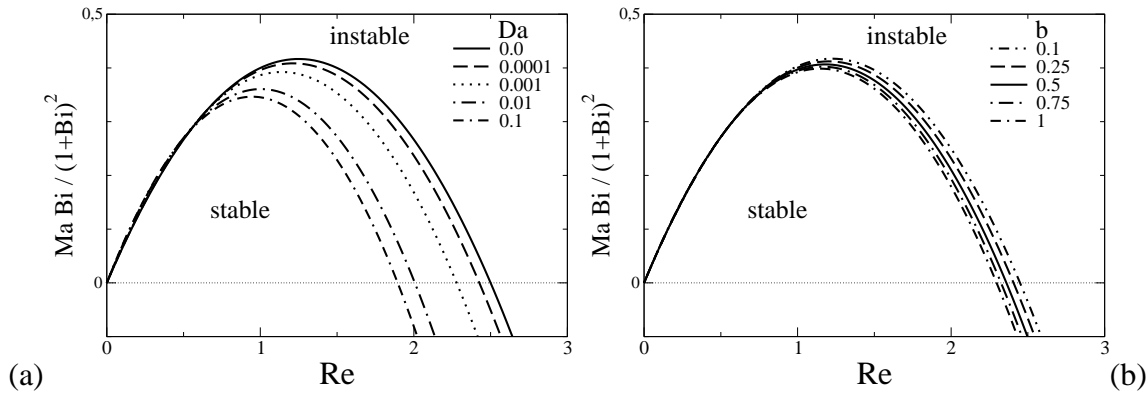 0,5
instable
Da
0.0
0.0001
0.001
0.01
0.1
Ma Bi / (1+Bi)²
stable
0
0
1
2
3
Re
(a)
0,5
instable
b
0.1
0.25
0.5
0.75
1
Ma Bi / (1+Bi)²
stable
0
0
1
2
3
Re
(b)